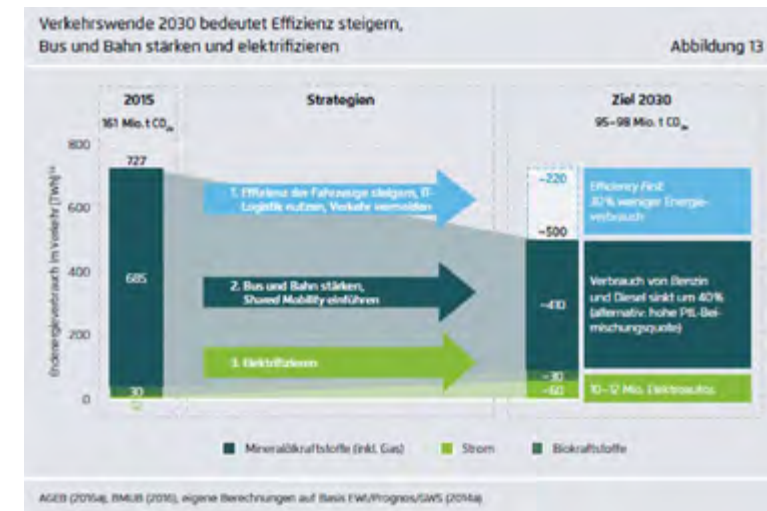 Verkehrswende 2030 bedeutet Effizienz steigern,
Bus und Bahn stärken und elektrifizieren
Abbildung 13
2015
161 Mio. t CO
Strategien
Ziel 2030
95–98 Mio. t CO
Endenergieverbrauch im Verkehr [TWh]
800
600
400
200
0
727
685
30
1. Effizienz der Fahrzeuge steigern, IT-
Logistik nutzen, Verkehr vermeiden
2. Bus und Bahn stärken,
Shared Mobility einführen
3. Elektrifizieren
~220
~500
~410
~30
~60
Efficiency First:
30 % weniger Energie-
verbrauch
Verbrauch von Benzin
und Diesel sinkt um 40%
(alternativ: hohe PtL-Bei-
mischungsquote)
10–12 Mio. Elektroautos
Mineralölkraftstoffe (inkl. Gas)
Strom
Biokraftstoffe
AGEB (2016a), BMUB (2016), eigene Berechnungen auf Basis EWI/Prognos/GWS (2014a)